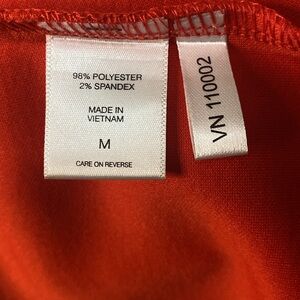 98% POLYESTER
2% SPANDEX
MADE IN
VIETNAM
M
CARE ON REVERSE
VN 110002